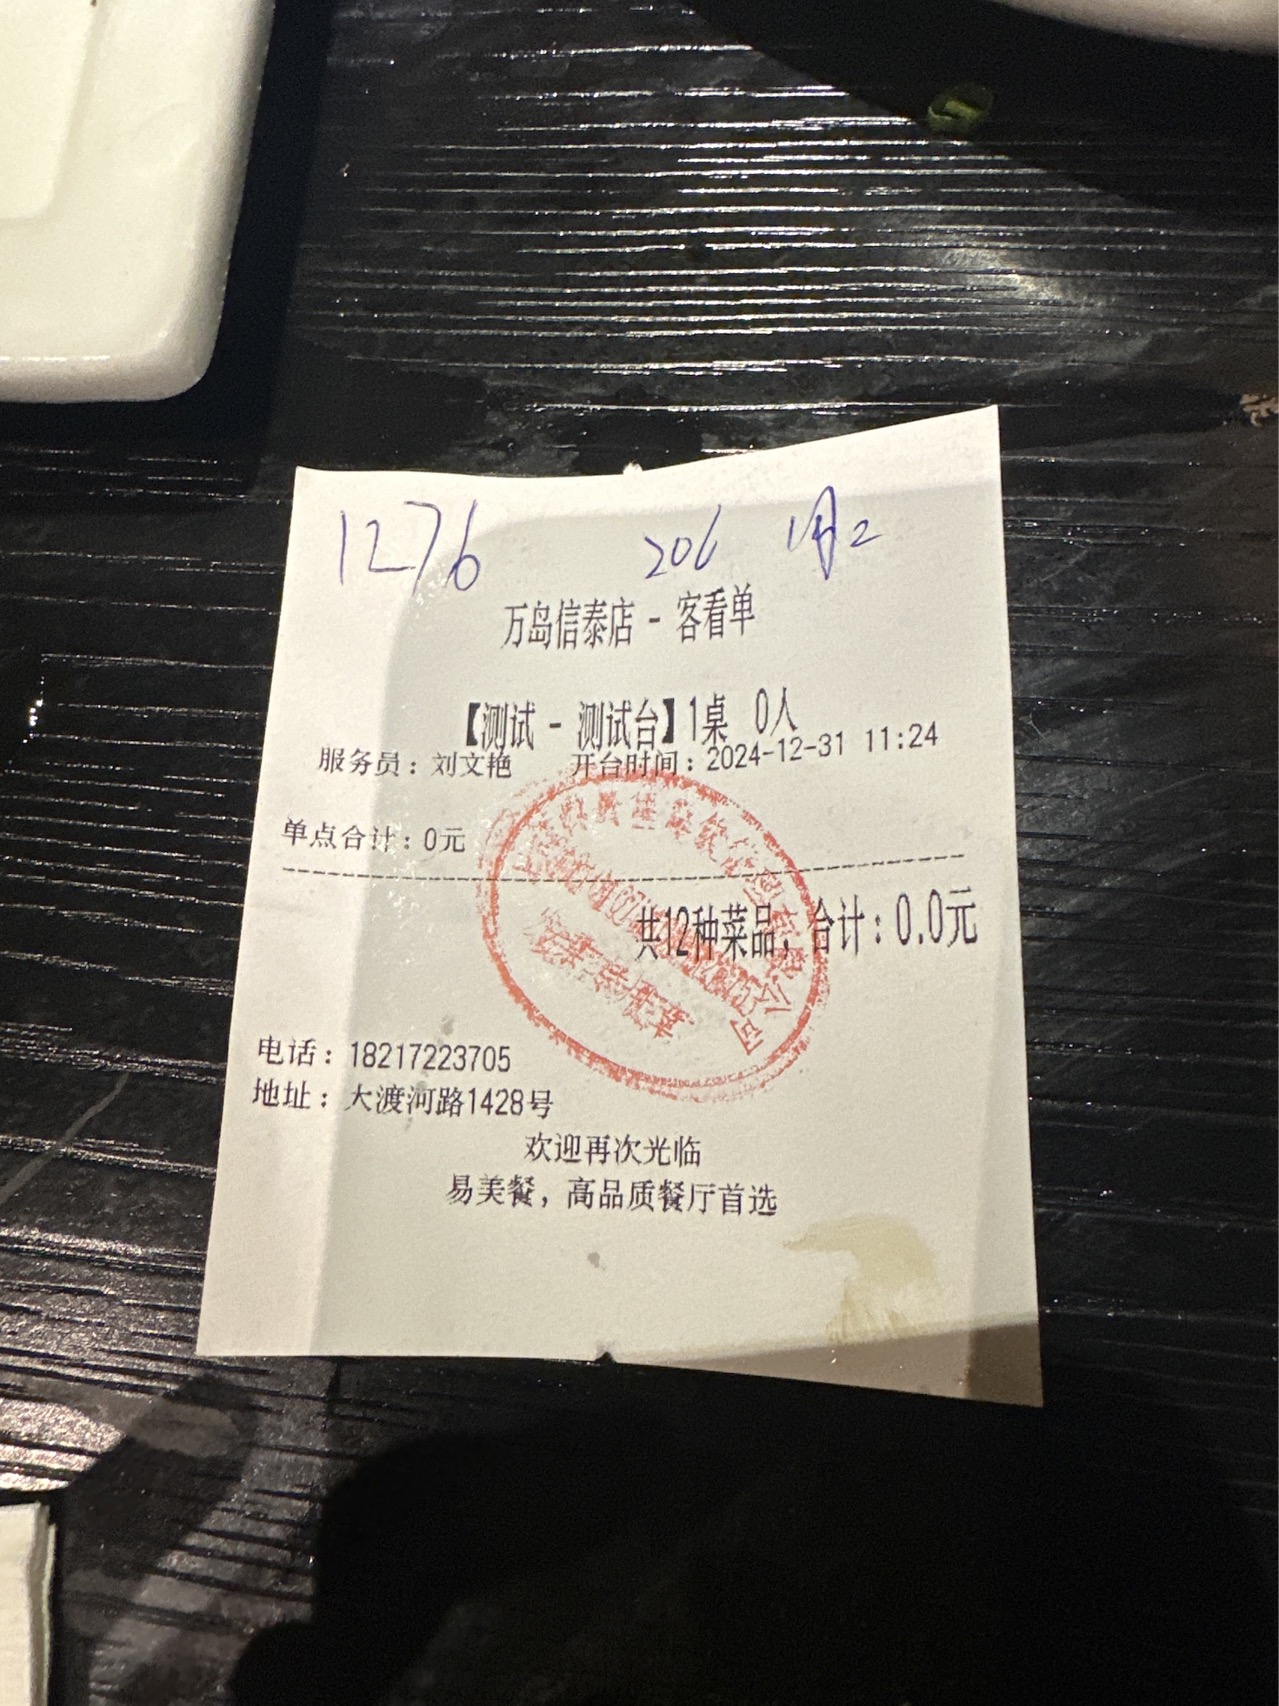 1276 206 1月2
万岛信泰店 - 客看单
【测试 - 测试台】1桌 0人
服务员：刘文艳 开台时间：2024-12-31 11:24
单点合计：0元
共12种菜品，合计：0.0元
电话：18217223705
地址：大渡河路1428号
欢迎再次光临
易美餐，高品质餐厅首选